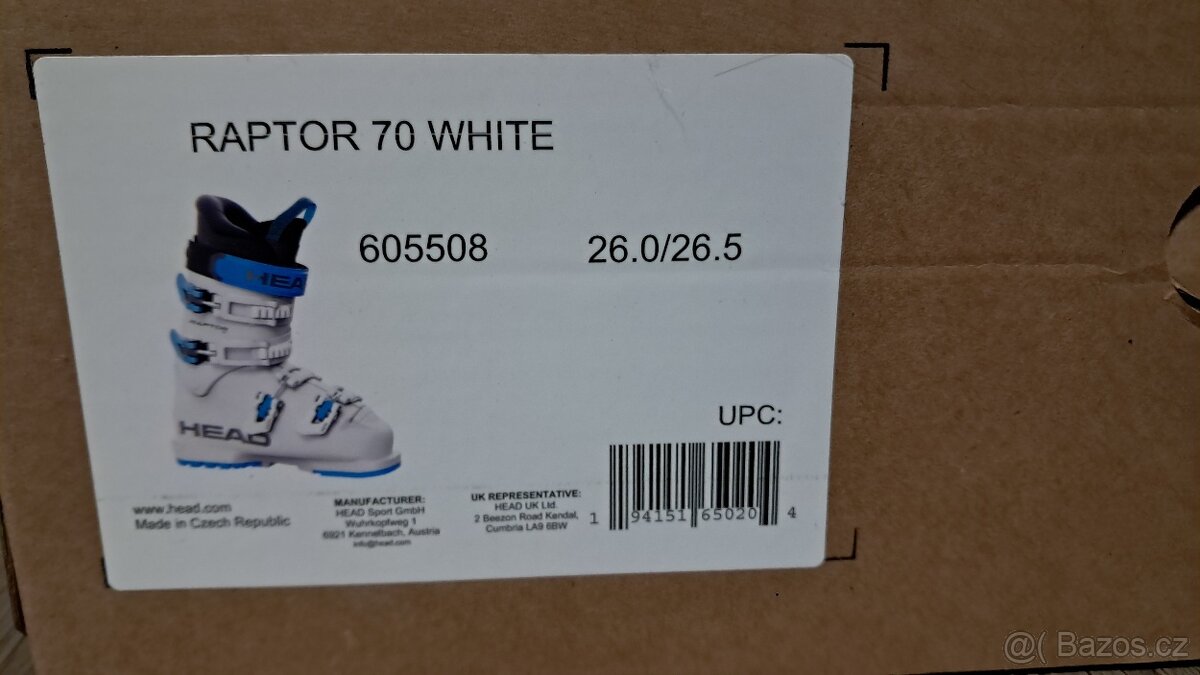 RAPTOR 70 WHITE
605508
26.0/26.5
HEAD
RAPTOR
HEAD
UPC:
1 94151 65020 4
www.head.com
Made in Czech Republic
MANUFACTURER:
HEAD Sport GmbH
Wuhrkopfweg 1
6921 Kennelbach, Austria
info@head.com
UK REPRESENTATIVE:
HEAD UK Ltd.
2 Beezon Road Kendal,
Cumbria LA9 6BW
@( Bazos.cz